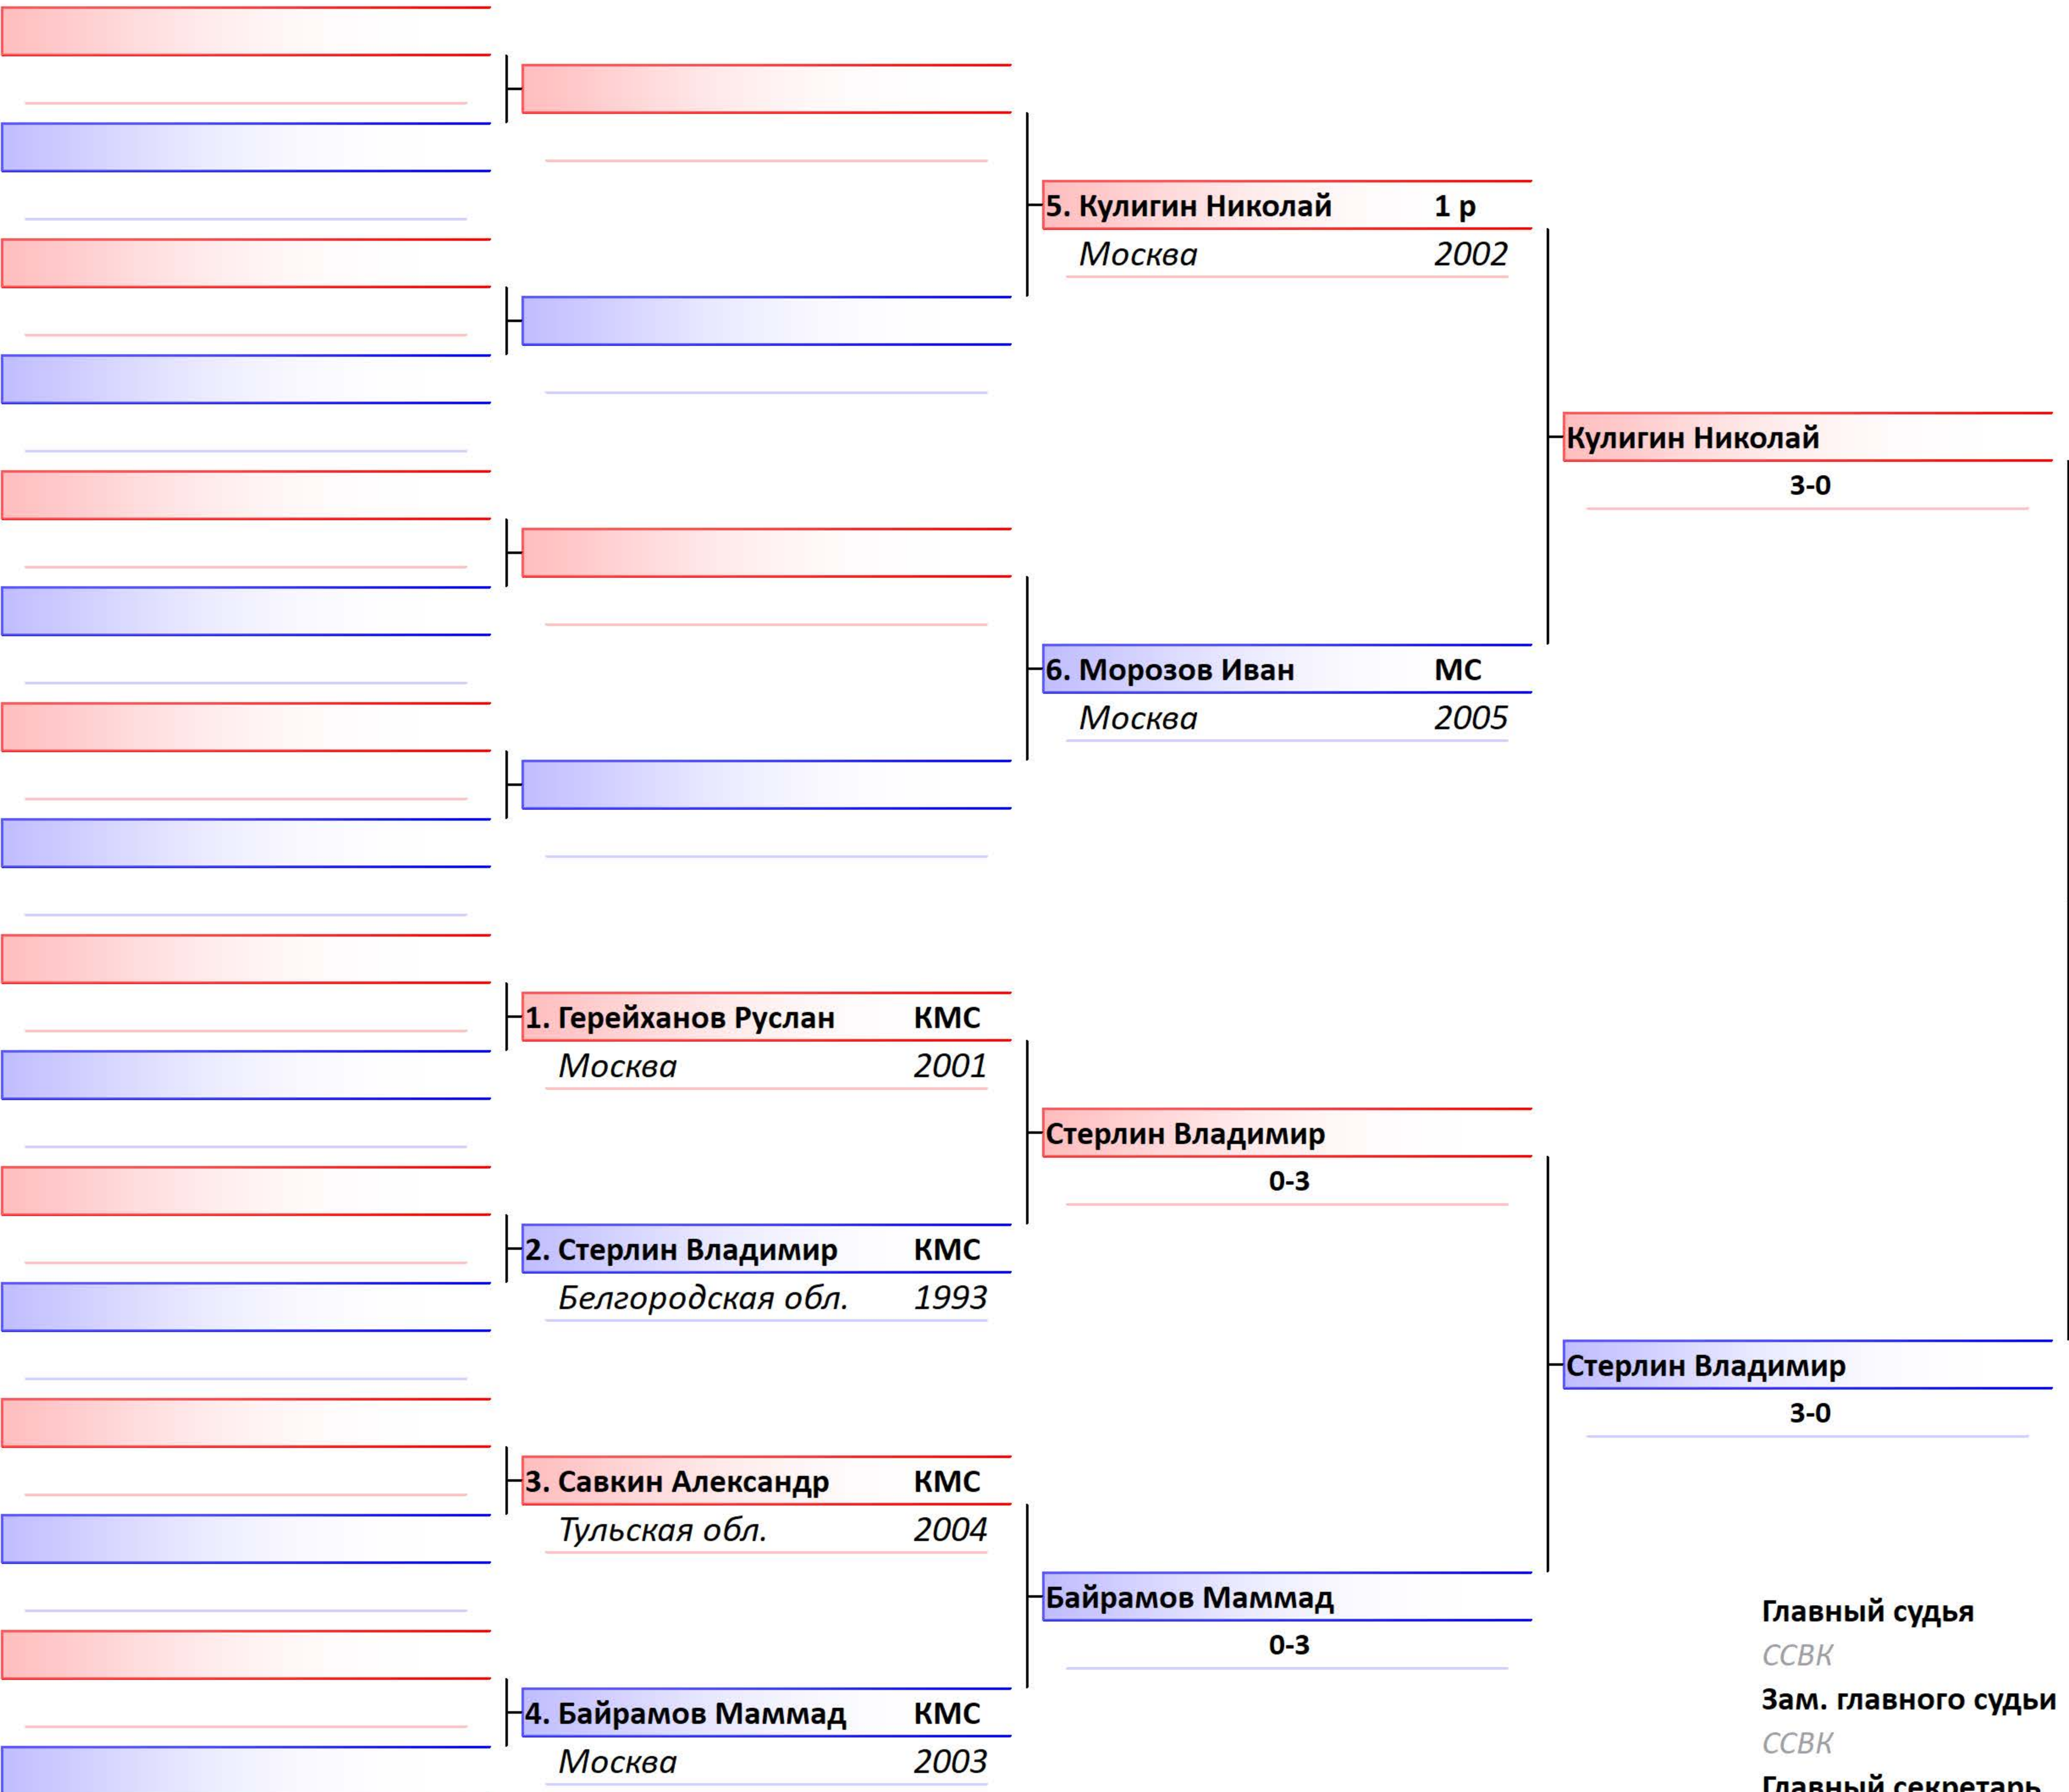 5. Кулигин Николай 1 р
Москва 2002
Кулигин Николай
3-0
6. Морозов Иван МС
Москва 2005
1. Герейханов Руслан КМС
Москва 2001
Стерлин Владимир
0-3
2. Стерлин Владимир КМС
Белгородская обл. 1993
Стерлин Владимир
3-0
3. Савкин Александр КМС
Тульская обл. 2004
Байрамов Маммад
0-3
4. Байрамов Маммад КМС
Москва 2003
Главный судья
ССВК
Зам. главного судьи
ССВК
Главный секретарь